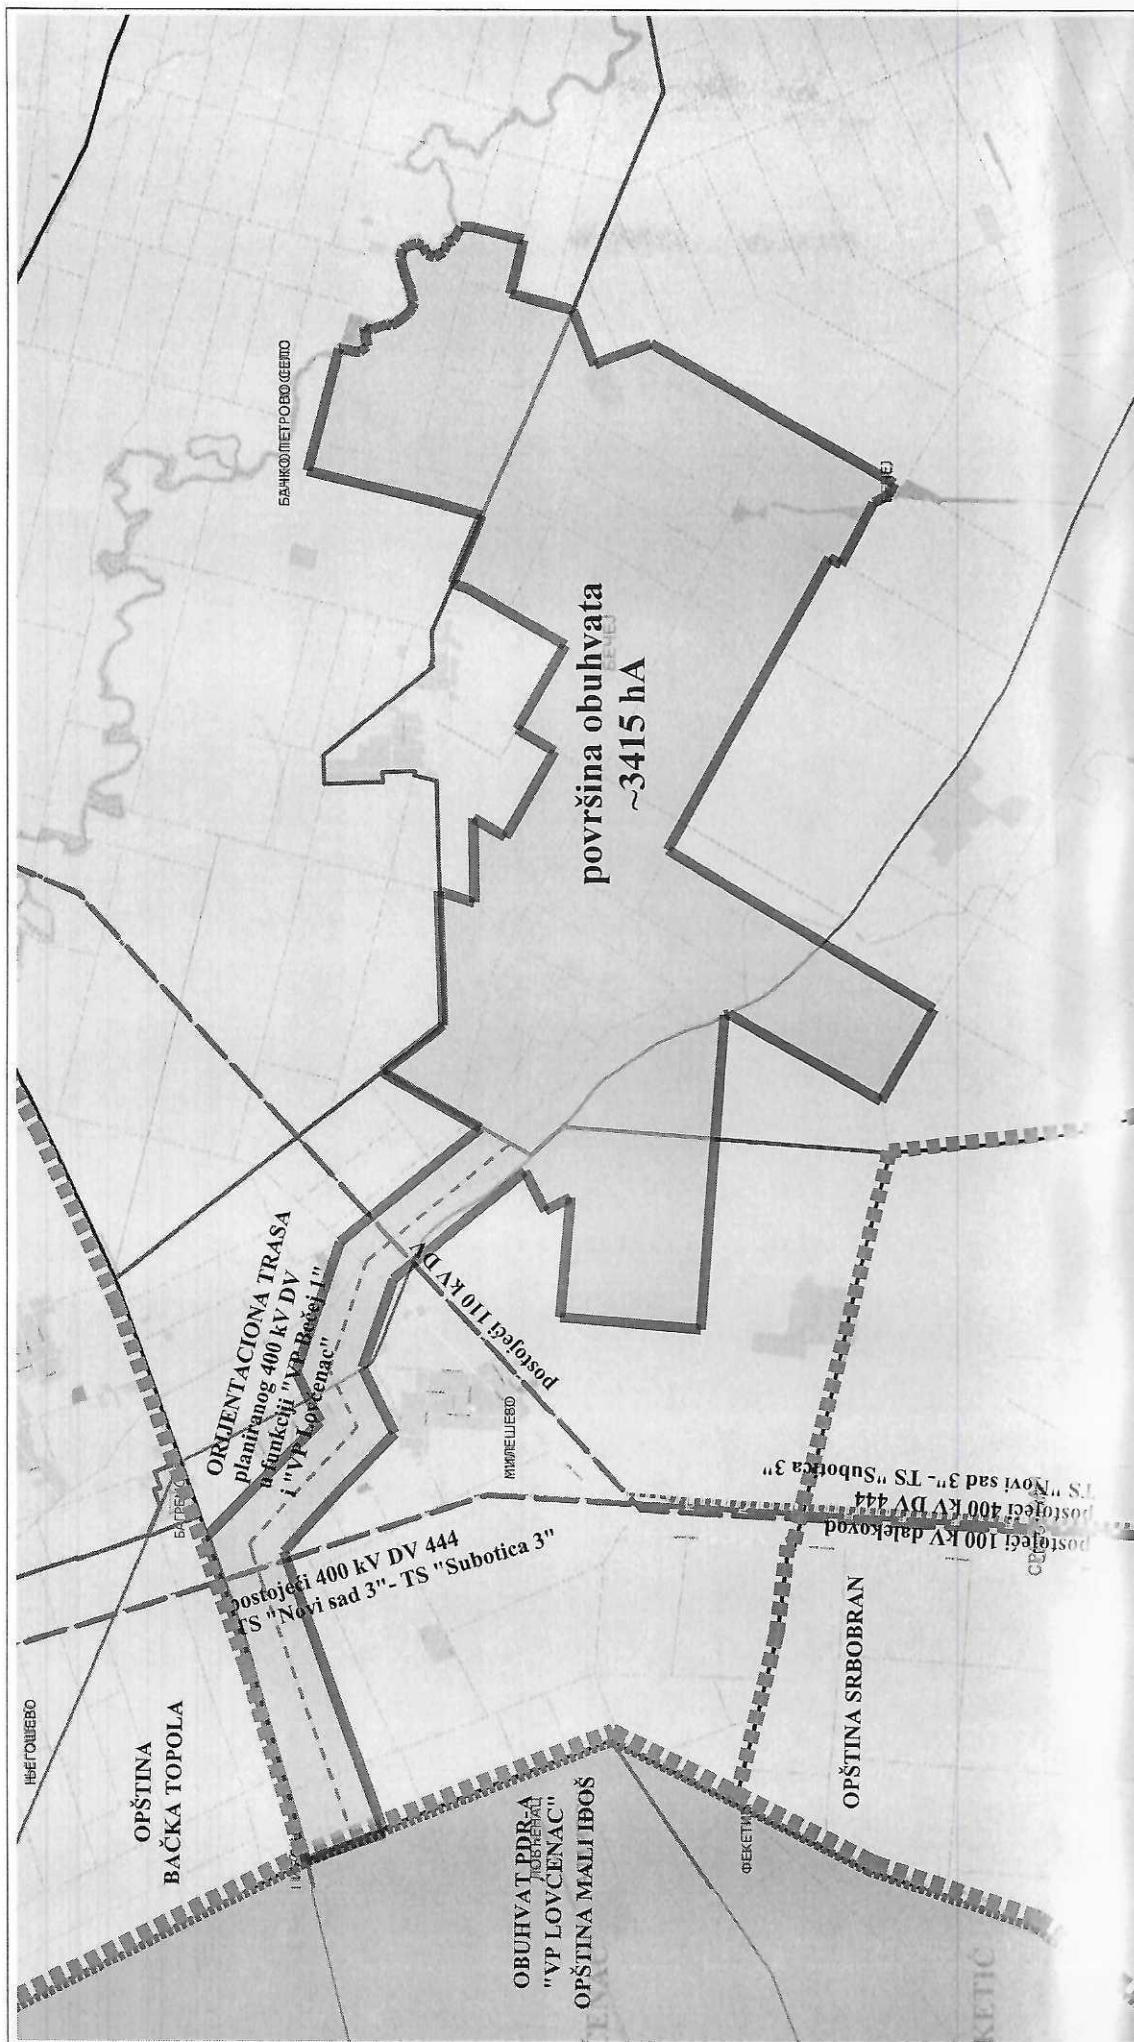 БАЧКО ПЕТРОВО СЕЛО
površina obuhvata
~3415 hA
БЕЧЕЈ
ORIJENTACIONA TRASA
planiranog 400 kV DV
u funkciji "VP Bečej 1"
i "VP Lovćenac"
postojeći 110 kV DV
МИЛЕШЕВО
postojeći 400 kV DV 444
TS "Novi sad 3"- TS "Subotica 3"
postojeći 100 kV dalekovod
postojeći 400 kV DV 444
TS "Novi sad 3"- TS "Subotica 3"
ЊЕГОШЕВО
OPŠTINA
BAČKA TOPOLA
OPŠTINA SRBOBRAN
OBUHVAT PDR-A
ЛОВЋЕНАЦ
"VP LOVĆENAC"
OPŠTINA MALI IĐOŠ
ФЕКЕТИЋ